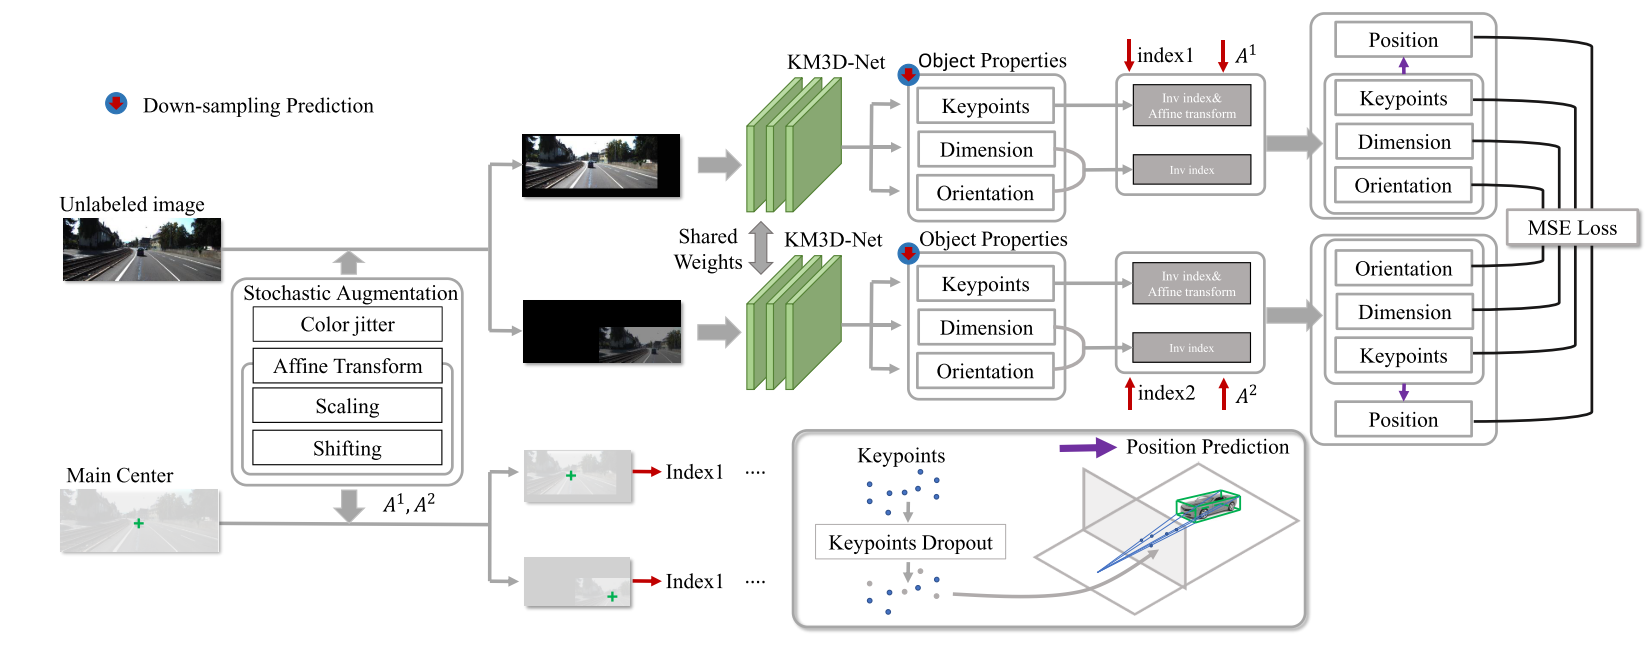 Down-sampling Prediction
Unlabeled image
Stochastic Augmentation
Color jitter
Affine Transform
Scaling
Shifting
Main Center
A¹, A²
KM3D-Net
Shared
Weights
KM3D-Net
Object Properties
Keypoints
Dimension
Orientation
Object Properties
Keypoints
Dimension
Orientation
index1
A¹
Inv index&
Affine transform
Inv index
Inv index&
Affine transform
Inv index
index2
A²
Position
Keypoints
Dimension
Orientation
MSE Loss
Orientation
Dimension
Keypoints
Position
Index1 ....
Index1 ....
Keypoints
Keypoints Dropout
Position Prediction